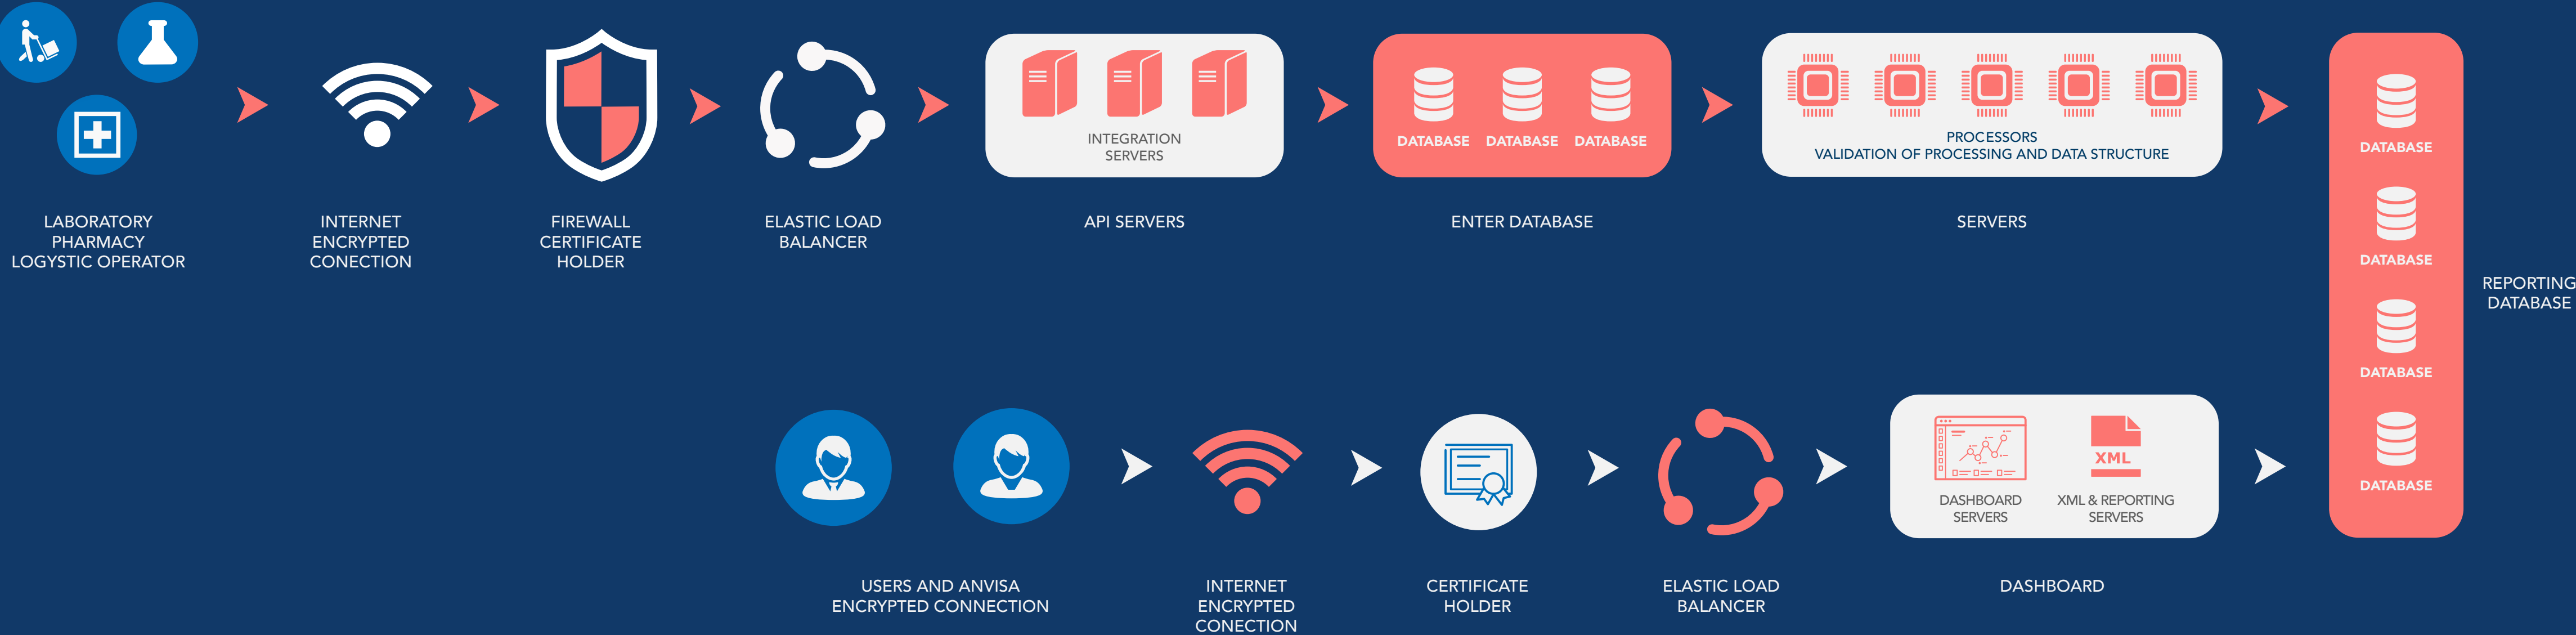 INTEGRATION
SERVERS
DATABASE
DATABASE
DATABASE
PROCESSORS
VALIDATION OF PROCESSING AND DATA STRUCTURE
LABORATORY
PHARMACY
LOGYSTIC OPERATOR
INTERNET
ENCRYPTED
CONECTION
FIREWALL
CERTIFICATE
HOLDER
ELASTIC LOAD
BALANCER
API SERVERS
ENTER DATABASE
SERVERS
DATABASE
DATABASE
DATABASE
DATABASE
REPORTING
DATABASE
XML
DASHBOARD
SERVERS
XML & REPORTING
SERVERS
USERS AND ANVISA
ENCRYPTED CONNECTION
INTERNET
ENCRYPTED
CONECTION
CERTIFICATE
HOLDER
ELASTIC LOAD
BALANCER
DASHBOARD